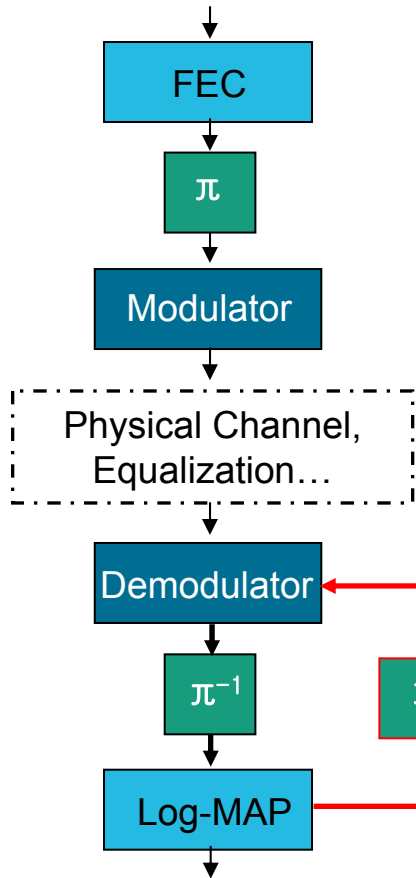 FEC
π
Modulator
Physical Channel,
Equalization…
Demodulator
π⁻¹
Log-MAP